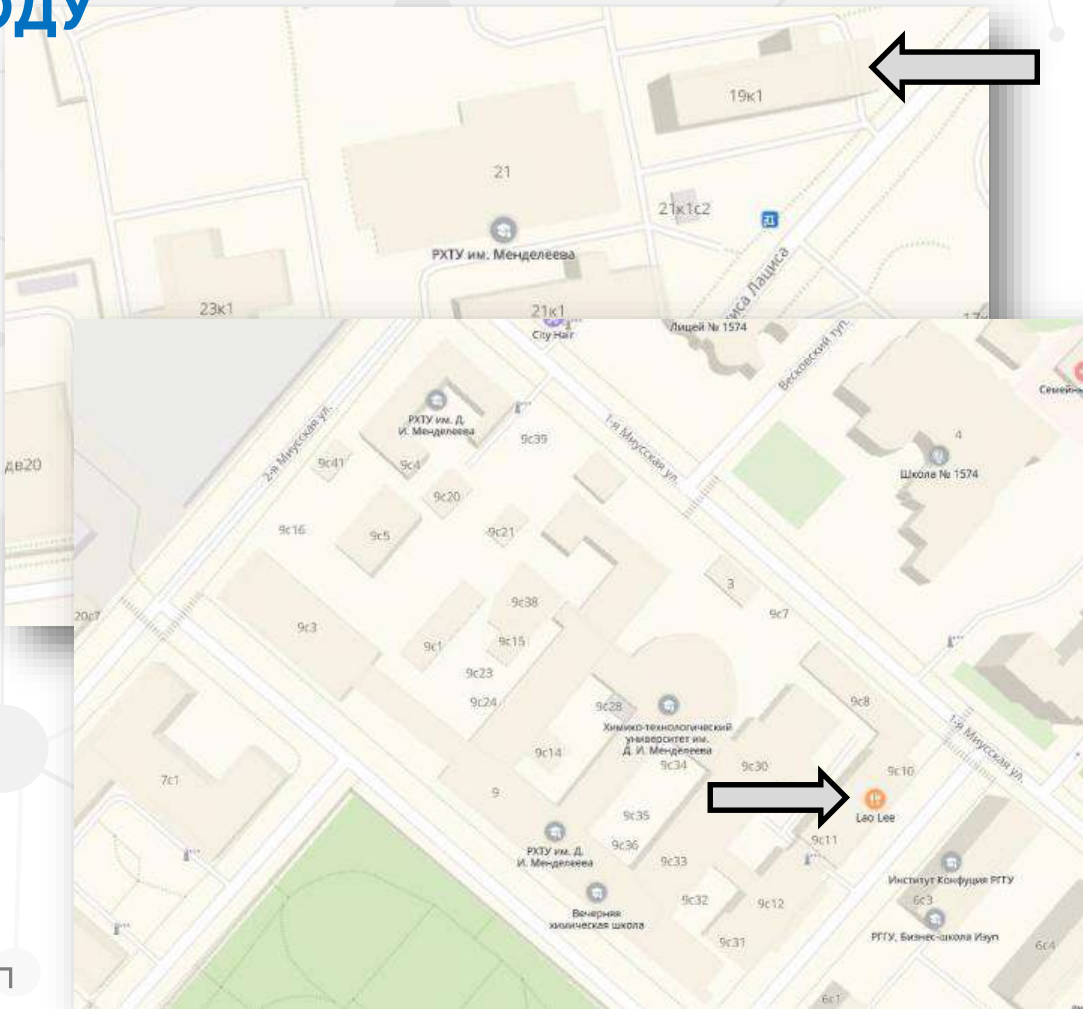 ОДУ
19к1
21
21к1с2
РХТУ им. Менделеева
23к1
21к1
City Hair
Лицей № 1574
Весковский туп.
РХТУ им. Д.
И. Менделеева
9с39
1-я Миусская ул.
2-я Миусская ул.
9с41
9с4
4
Школа № 1574
дв20
9с20
9с16
9с5
9с21
3
9с7
20с7
9с3
9с38
9с1
9с15
9с23
9с24
9с28
9с8
Химико-технологический
университет им.
Д. И. Менделеева
1-я Миусская ул.
7с1
9с14
9с34
9с30
9с10
9
Lao Lee
9с35
9с11
РХТУ им. Д.
И. Менделеева
9с36
9с33
Институт Конфуция РГГУ
Вечерняя
химическая школа
9с32
9с12
6с3
РГГУ, Бизнес-школа Изуп
9с31
6с4
6с1